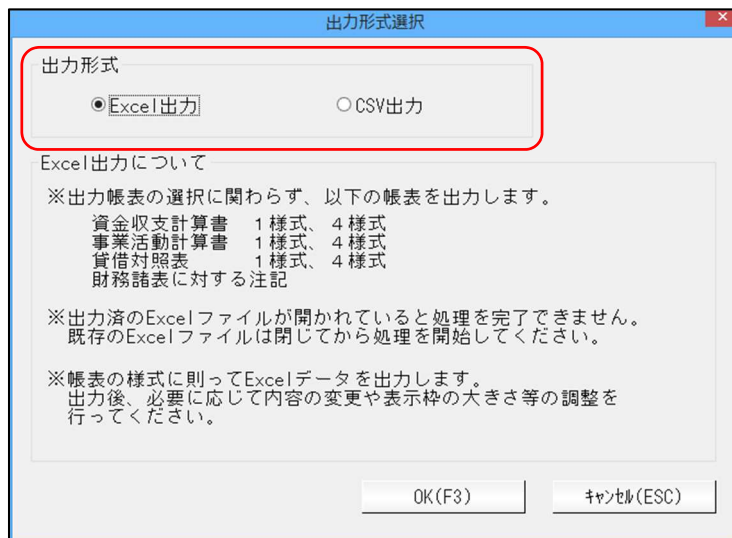 出力形式選択
×
出力形式
Excel出力
CSV出力
Excel出力について
※出力帳表の選択に関わらず、以下の帳表を出力します。
資金収支計算書 1様式、4様式
事業活動計算書 1様式、4様式
貸借対照表 1様式、4様式
財務諸表に対する注記
※出力済のExcelファイルが開かれていると処理を完了できません。
既存のExcelファイルは閉じてから処理を開始してください。
※帳表の様式に則ってExcelデータを出力します。
出力後、必要に応じて内容の変更や表示枠の大きさ等の調整を
行ってください。
OK(F3)
ｷｬﾝｾﾙ(ESC)